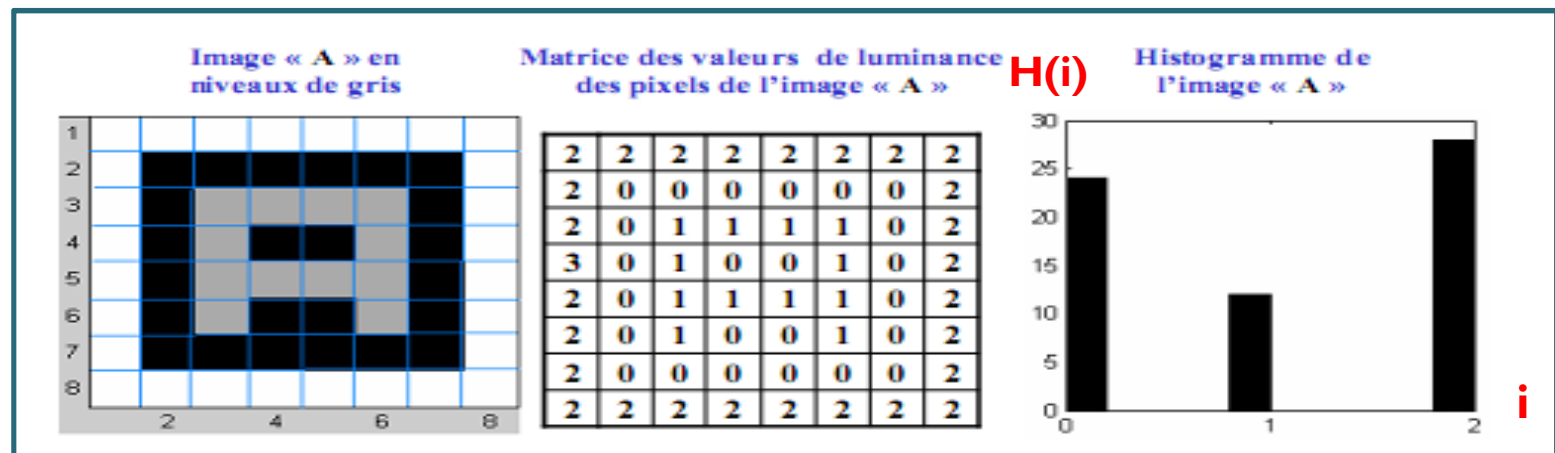 Image « A » en
niveaux de gris
1
2
3
4
5
6
7
8
2 4 6 8
Matrice des valeurs de luminance
des pixels de l'image « A »
2 2 2 2 2 2 2 2
2 0 0 0 0 0 0 2
2 0 1 1 1 1 0 2
3 0 1 0 0 1 0 2
2 0 1 1 1 1 0 2
2 0 1 0 0 1 0 2
2 0 0 0 0 0 0 2
2 2 2 2 2 2 2 2
H(i)
Histogramme de
l'image « A »
30
25
20
15
10
5
0
0 1 2
i